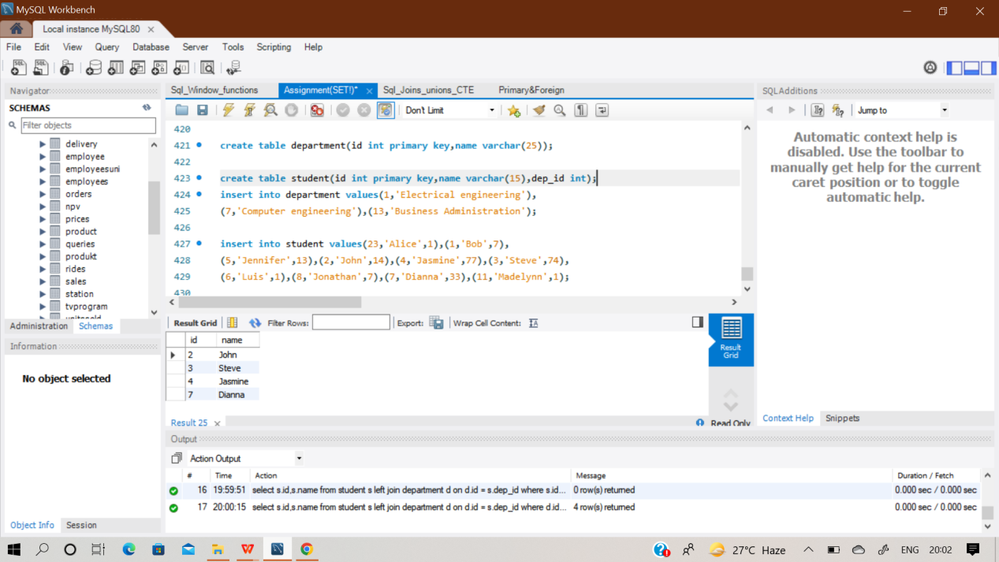 MySQL Workbench
Local instance MySQL80
File Edit View Query Database Server Tools Scripting Help
Navigator
SCHEMAS
Filter objects
delivery
employee
employeesuni
employees
orders
npv
prices
product
queries
produkt
rides
sales
station
tvprogram
Administration Schemas
Information
No object selected
Object Info Session
Sql_Window_functions Assignment(SET!)* Sql_Joins_unions_CTE Primary&Foreign
Don't Limit
420
421 create table department(id int primary key,name varchar(25));
422
423 create table student(id int primary key,name varchar(15),dep_id int);
424 insert into department values(1,'Electrical engineering'),
425 (7,'Computer engineering'),(13,'Business Administration');
426
427 insert into student values(23,'Alice',1),(1,'Bob',7),
428 (5,'Jennifer',13),(2,'John',14),(4,'Jasmine',77),(3,'Steve',74),
429 (6,'Luis',1),(8,'Jonathan',7),(7,'Dianna',33),(11,'Madelynn',1);
430
Result Grid Filter Rows: Export: Wrap Cell Content:
id name
2 John
3 Steve
4 Jasmine
7 Dianna
Result Grid
Result 25
Read Only
Output
Action Output
# Time Action Message Duration / Fetch
16 19:59:51 select s.id,s.name from student s left join department d on d.id = s.dep_id where s.id... 0 row(s) returned 0.000 sec / 0.000 sec
17 20:00:15 select s.id,s.name from student s left join department d on d.id = s.dep_id where d.id... 4 row(s) returned 0.000 sec / 0.000 sec
SQLAdditions
Jump to
Automatic context help is
disabled. Use the toolbar to
manually get help for the current
caret position or to toggle
automatic help.
Context Help Snippets
27°C Haze ENG 20:02